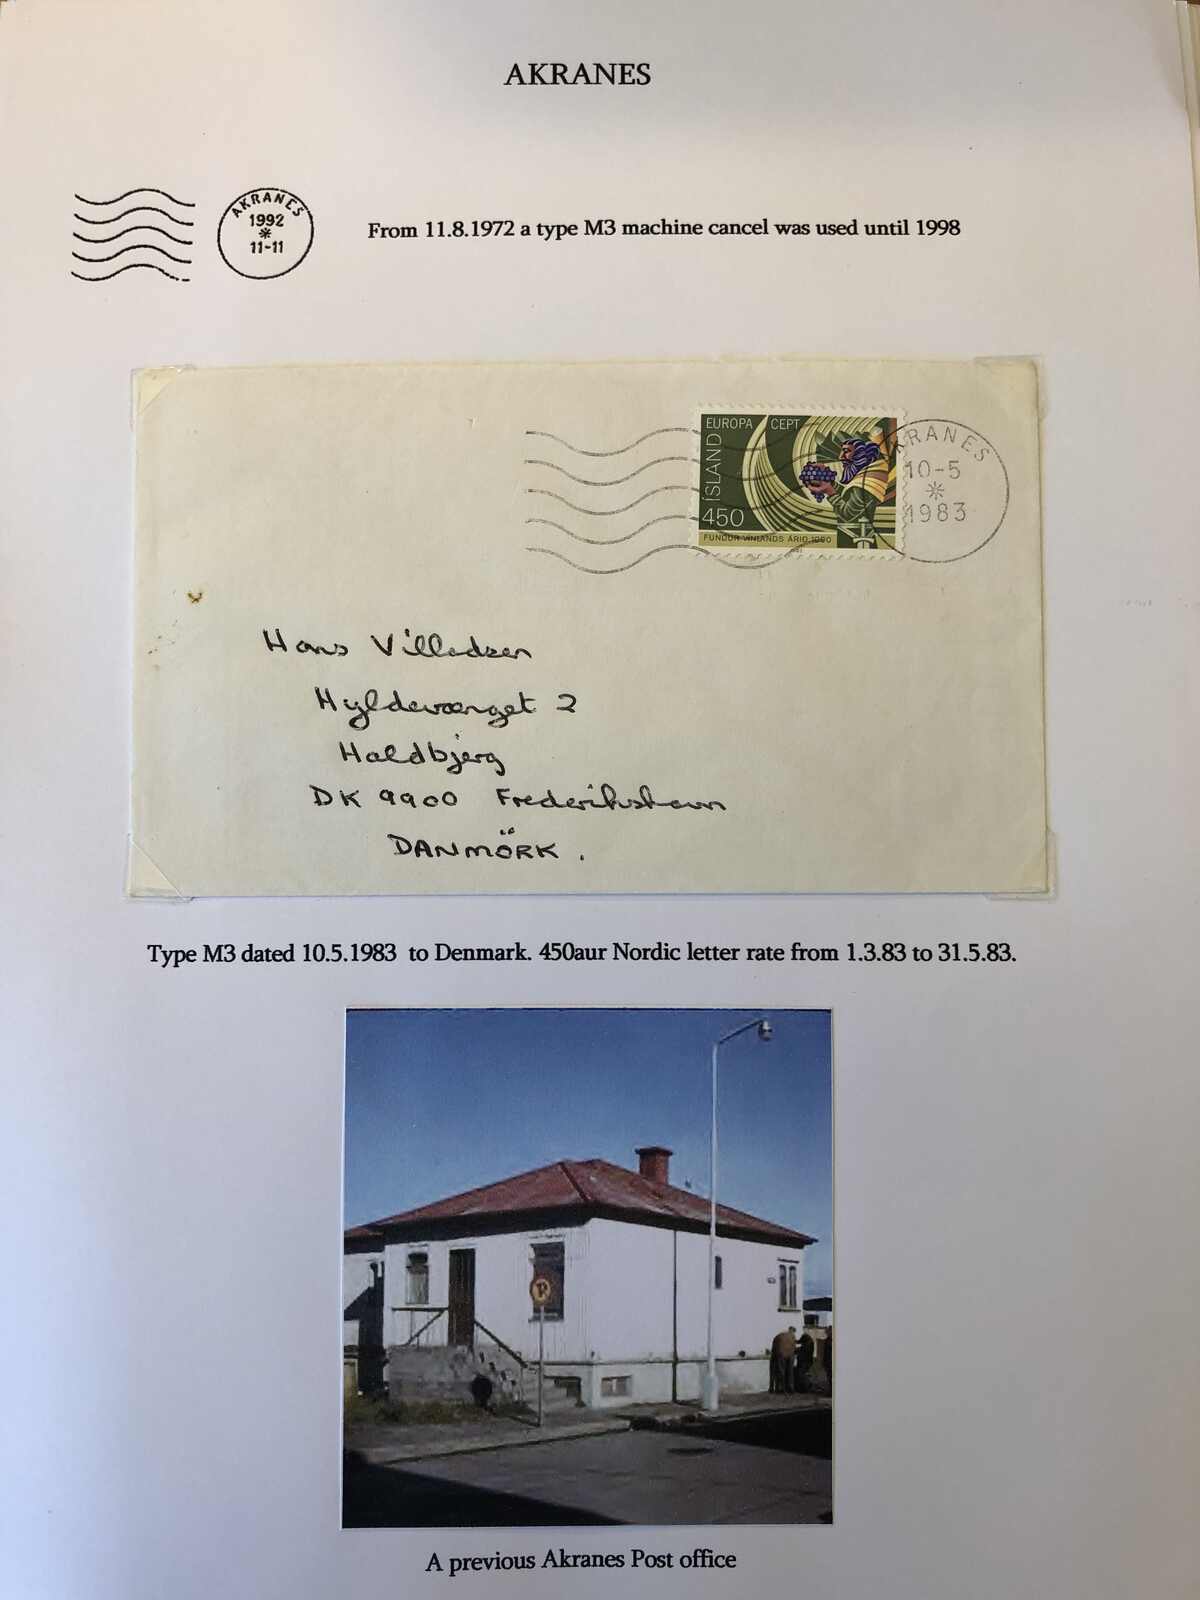 AKRANES
AKRANES
1992
*
11-11
From 11.8.1972 a type M3 machine cancel was used until 1998
EUROPA CEPT
ÍSLAND
450
FUNDUR VINLANDS ÁRIÐ 1000
KRANES
10-5
*
1983
Hans Villadsen
Hyldevænget 2
Haldbjerg
DK 9900 Frederikshavn
DANMÖRK.
Type M3 dated 10.5.1983 to Denmark. 450aur Nordic letter rate from 1.3.83 to 31.5.83.
A previous Akranes Post office